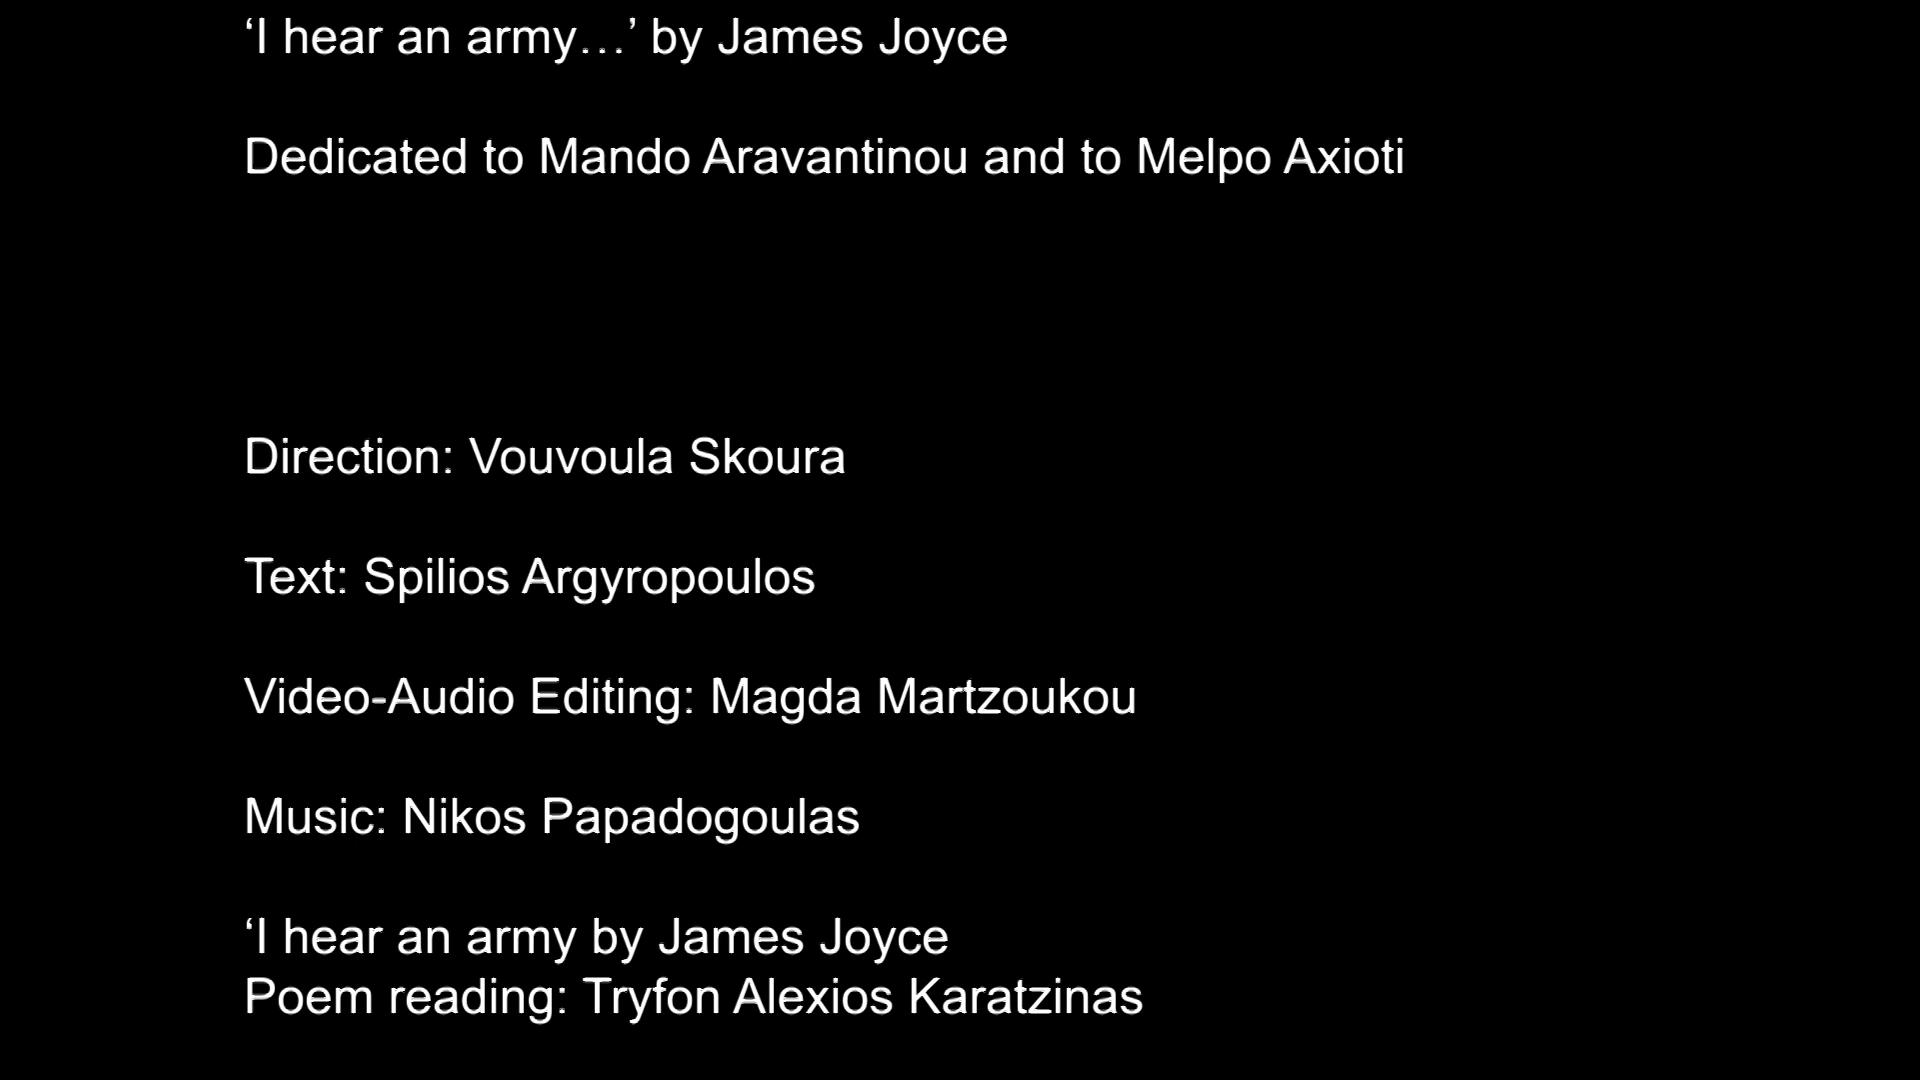 ‘I hear an army…’ by James Joyce
Dedicated to Mando Aravantinou and to Melpo Axioti
Direction: Vouvoula Skoura
Text: Spilios Argyropoulos
Video-Audio Editing: Magda Martzoukou
Music: Nikos Papadogoulas
‘I hear an army by James Joyce
Poem reading: Tryfon Alexios Karatzinas